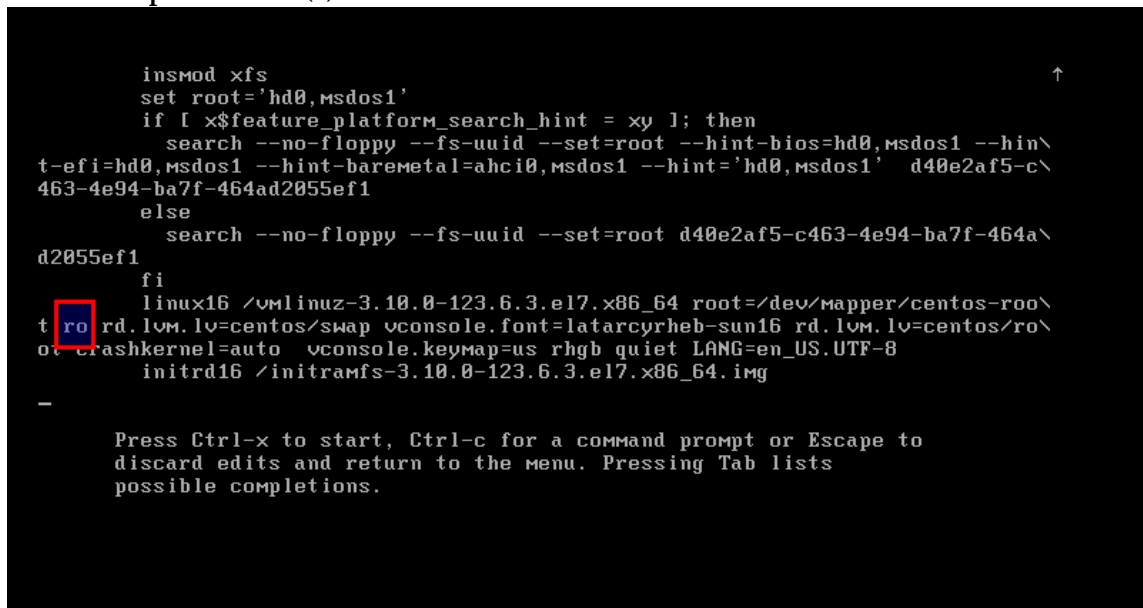 insmod xfs ↑
set root='hd0,msdos1'
if [ x$feature_platform_search_hint = xy ]; then
search --no-floppy --fs-uuid --set=root --hint-bios=hd0,msdos1 --hin\
t-efi=hd0,msdos1 --hint-baremetal=ahci0,msdos1 --hint='hd0,msdos1'  d40e2af5-c\
463-4e94-ba7f-464ad2055ef1
else
search --no-floppy --fs-uuid --set=root d40e2af5-c463-4e94-ba7f-464a\
d2055ef1
fi
linux16 /vmlinuz-3.10.0-123.6.3.el7.x86_64 root=/dev/mapper/centos-roo\
t ro rd.lvm.lv=centos/swap vconsole.font=latarcyrheb-sun16 rd.lvm.lv=centos/ro\
ot crashkernel=auto  vconsole.keymap=us rhgb quiet LANG=en_US.UTF-8
initrd16 /initramfs-3.10.0-123.6.3.el7.x86_64.img
Press Ctrl-x to start, Ctrl-c for a command prompt or Escape to
discard edits and return to the menu. Pressing Tab lists
possible completions.